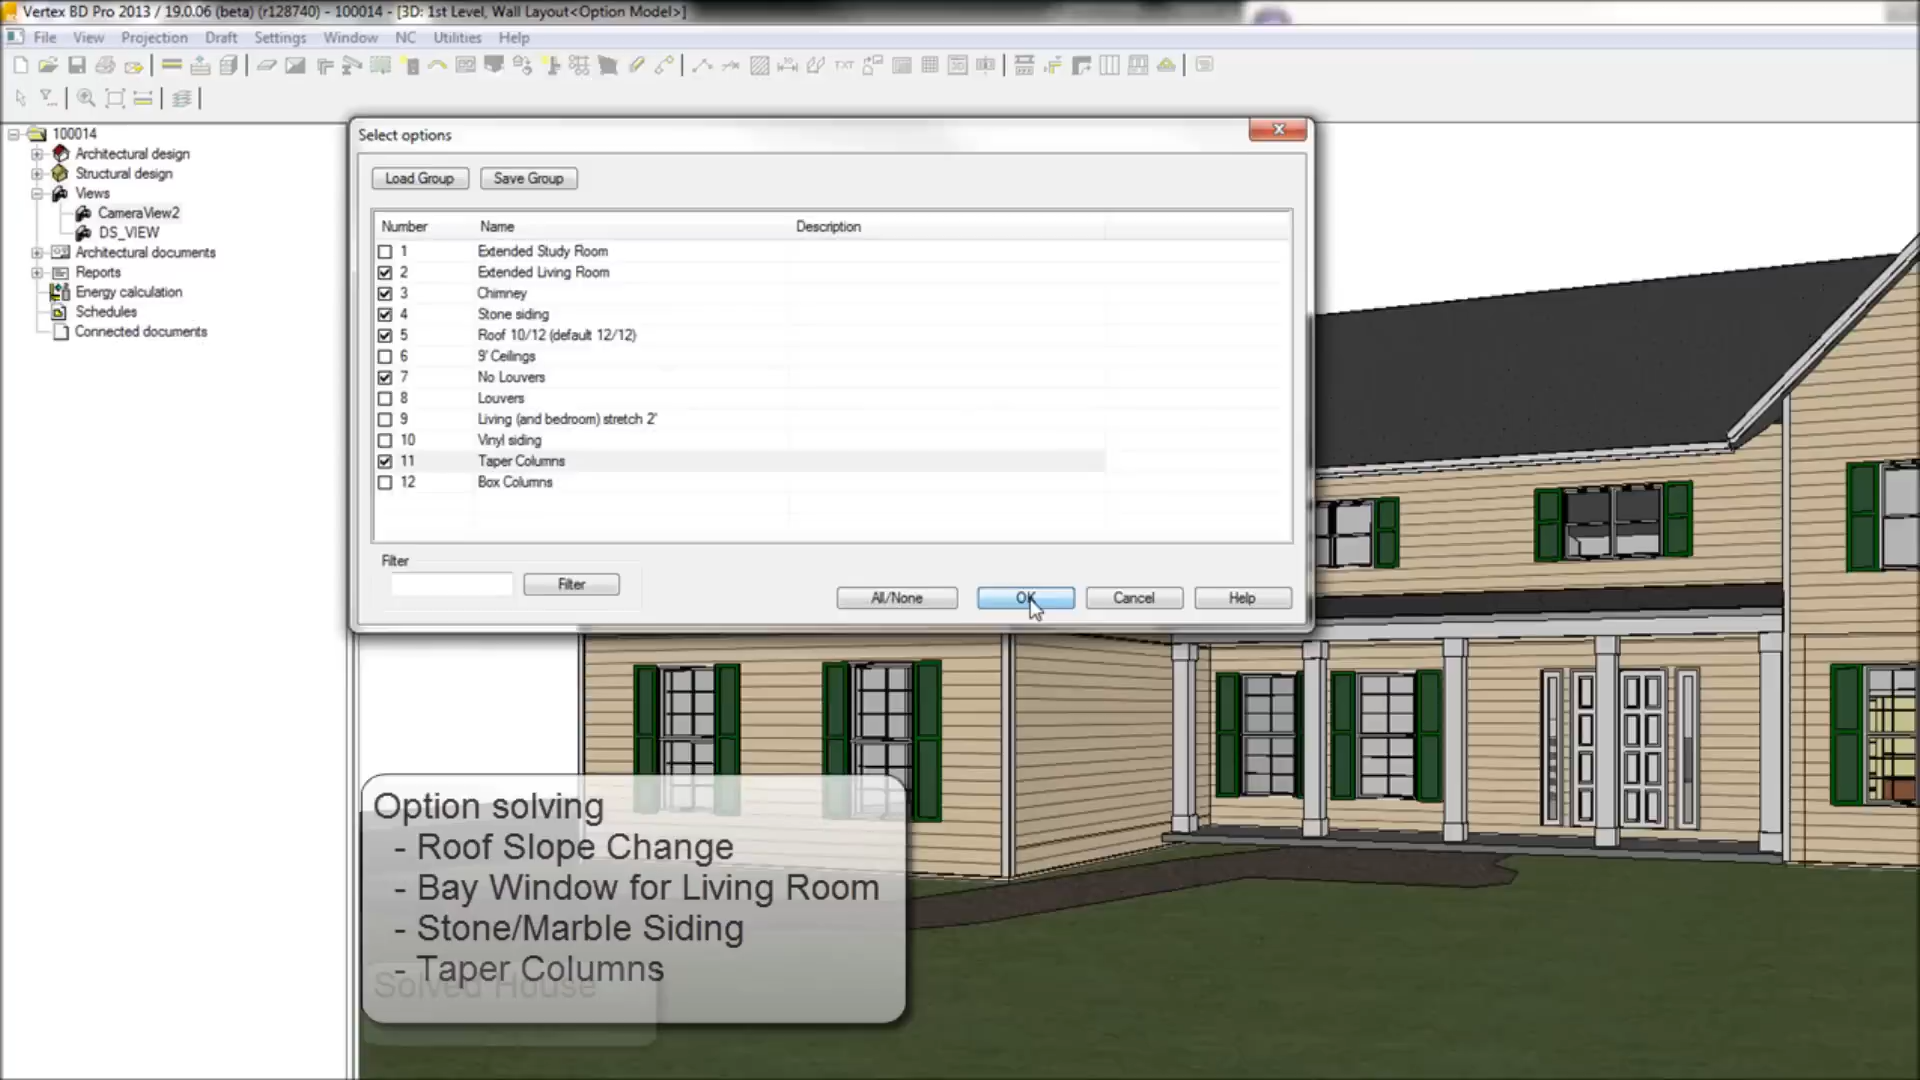 Vertex BD Pro 2013 / 19.0.06 (beta) (r128740) - 100014 - [3D: 1st Level, Wall Layout<Option Model>]
File View Projection Draft Settings Window NC Utilities Help
TXT
100014
Architectural design
Structural design
Views
CameraView2
DS_VIEW
Architectural documents
Reports
Energy calculation
Schedules
Connected documents
Select options
Load Group Save Group
Number Name Description
1 Extended Study Room
2 Extended Living Room
3 Chimney
4 Stone siding
5 Roof 10/12 (default 12/12)
6 9' Ceilings
7 No Louvers
8 Louvers
9 Living (and bedroom) stretch 2'
10 Vinyl siding
11 Taper Columns
12 Box Columns
Filter
Filter
All/None OK Cancel Help
Option solving
- Roof Slope Change
- Bay Window for Living Room
- Stone/Marble Siding
- Taper Columns
Solved House